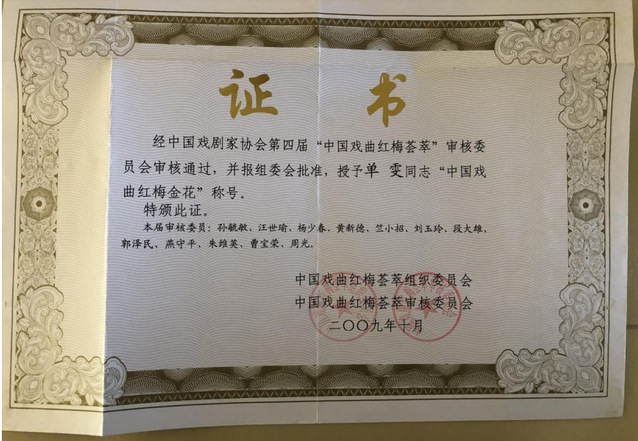 证 书
经中国戏剧家协会第四届“中国戏曲红梅荟萃”审核委
员会审核通过，并报组委会批准，授予单 雯同志“中国戏
曲红梅金花”称号。
特颁此证。
本届审核委员：孙毓敏、汪世瑜、杨少春、黄新德、竺小招、刘玉玲、段大雄、
郭泽民、燕守平、朱维英、曹宝荣、周光。
中国戏曲红梅荟萃组织委员会
中国戏曲红梅荟萃审核委员会
二〇〇九年十月